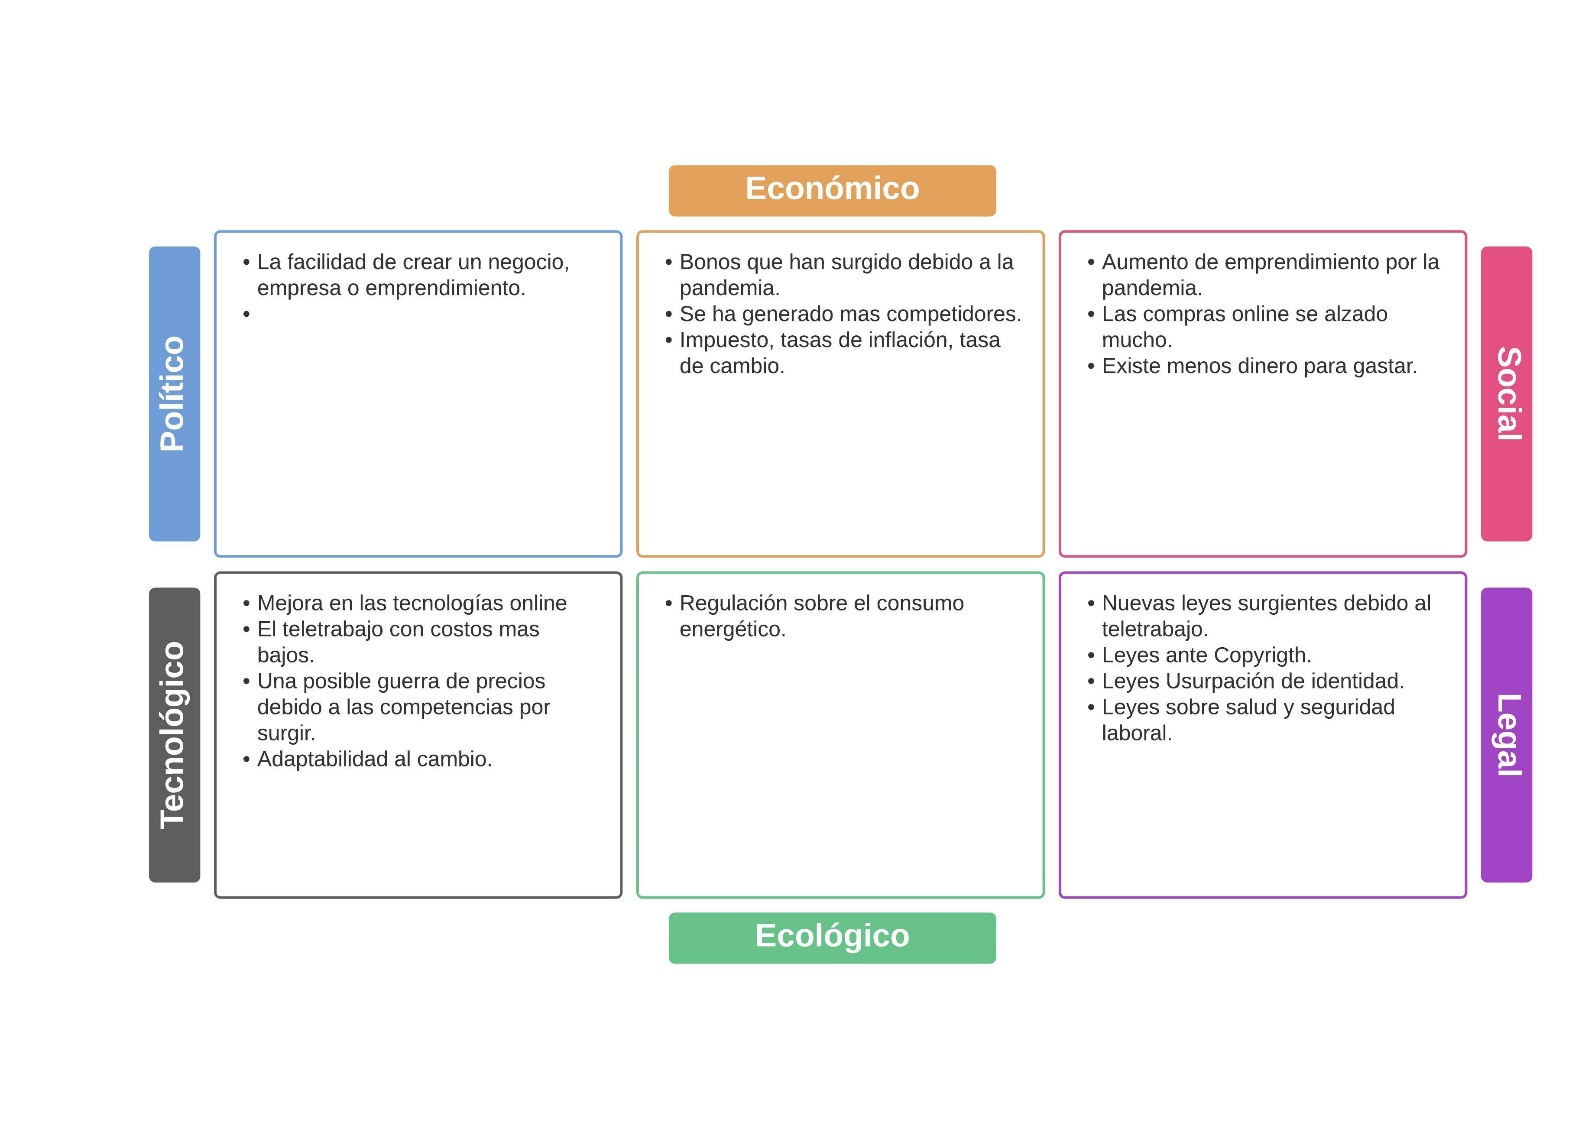 Económico
Político
• La facilidad de crear un negocio,
empresa o emprendimiento.
•
• Bonos que han surgido debido a la
pandemia.
• Se ha generado mas competidores.
• Impuesto, tasas de inflación, tasa
de cambio.
• Aumento de emprendimiento por la
pandemia.
• Las compras online se alzado
mucho.
• Existe menos dinero para gastar.
Social
Tecnológico
• Mejora en las tecnologías online
• El teletrabajo con costos mas
bajos.
• Una posible guerra de precios
debido a las competencias por
surgir.
• Adaptabilidad al cambio.
• Regulación sobre el consumo
energético.
• Nuevas leyes surgientes debido al
teletrabajo.
• Leyes ante Copyrigth.
• Leyes Usurpación de identidad.
• Leyes sobre salud y seguridad
laboral.
Legal
Ecológico